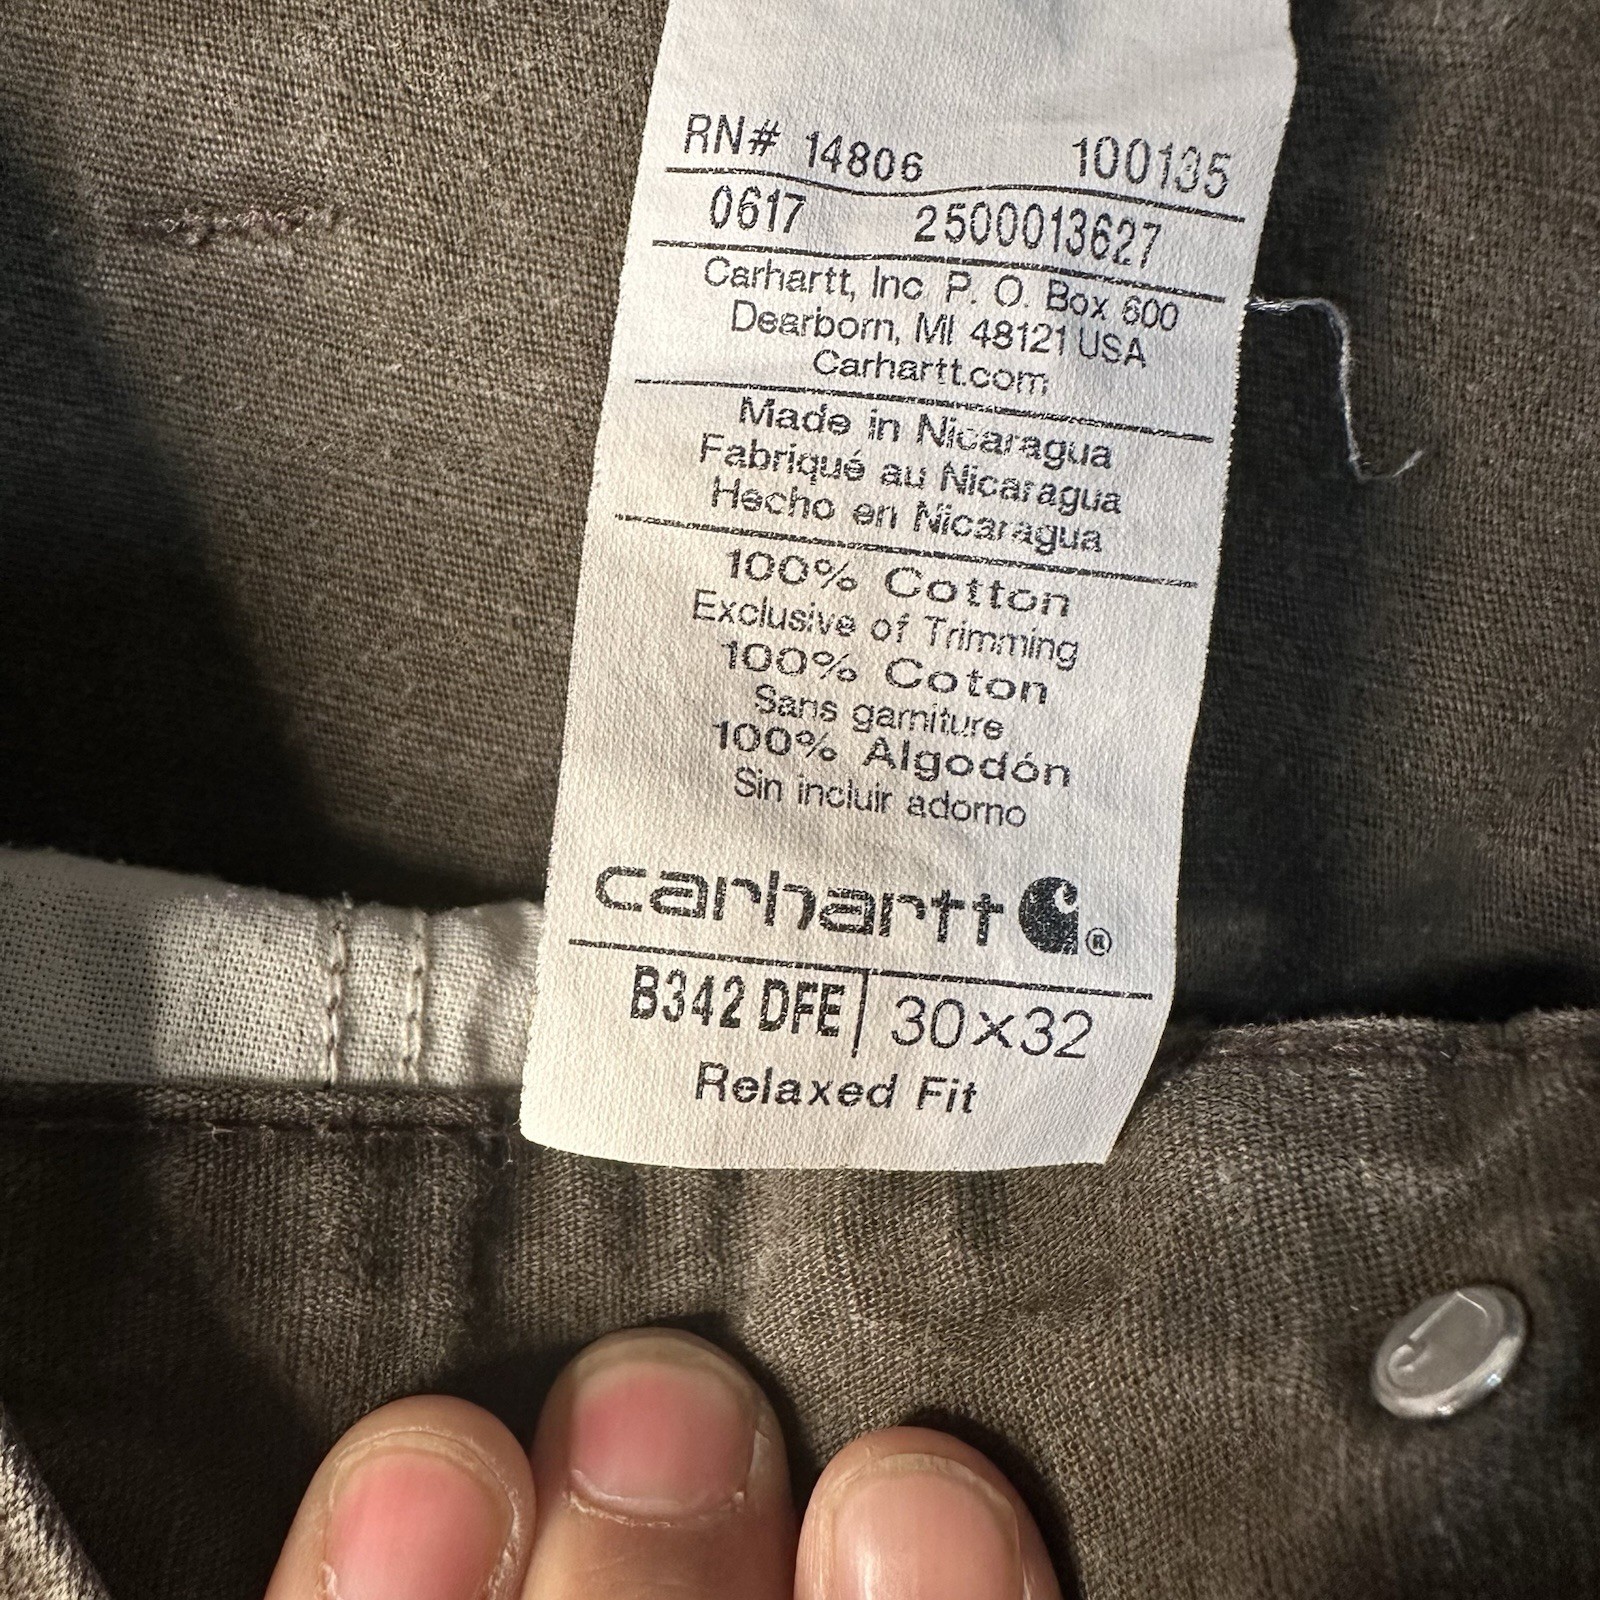 RN# 14806 100135
0617 2500013627
Carhartt, Inc P. O. Box 600
Dearborn, MI 48121 USA
Carhartt.com
Made in Nicaragua
Fabriqué au Nicaragua
Hecho en Nicaragua
100% Cotton
Exclusive of Trimming
100% Coton
Sans garniture
100% Algodón
Sin incluir adorno
carhartt ®
B342 DFE 30x32
Relaxed Fit